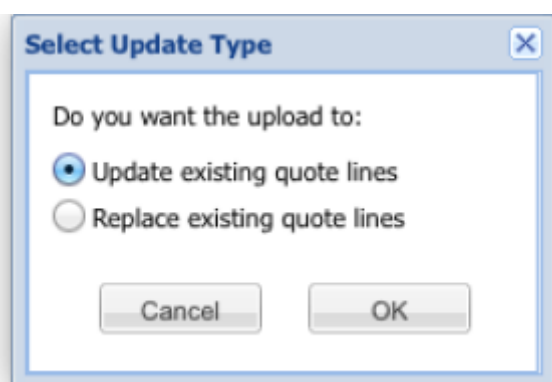 Select Update Type
Do you want the upload to:
Update existing quote lines
Replace existing quote lines
Cancel OK